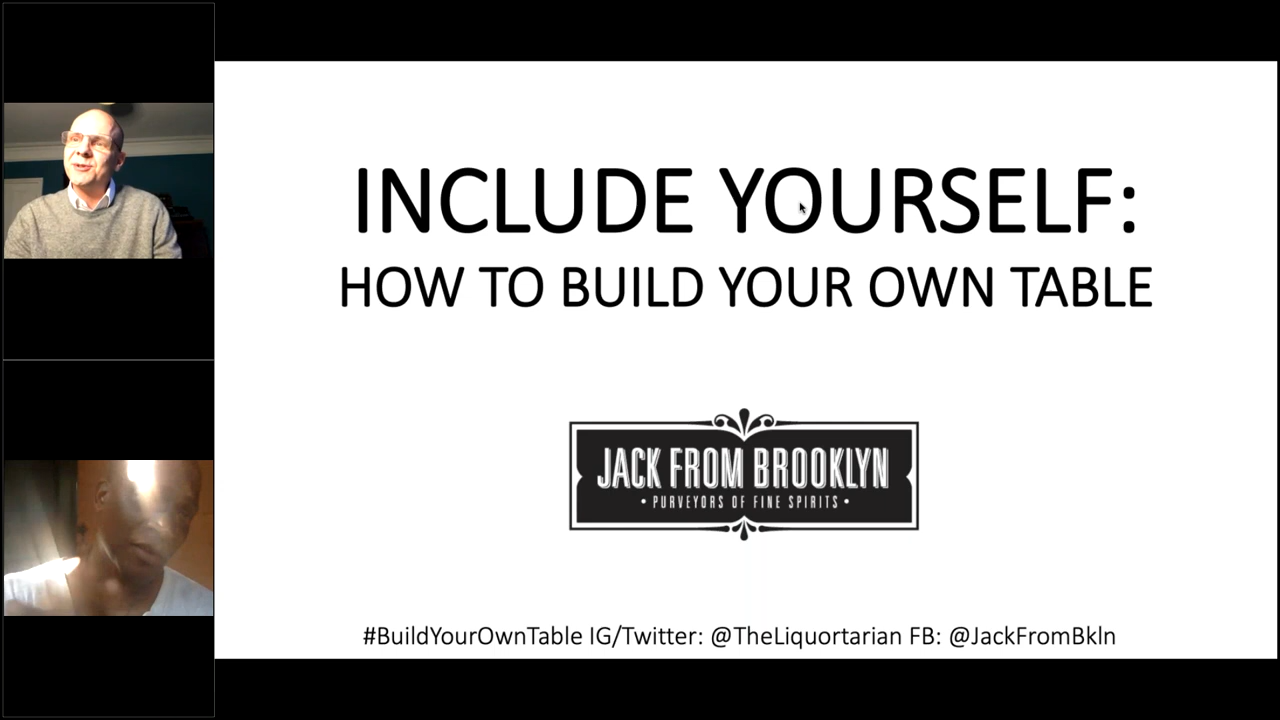 INCLUDE YOURSELF:
HOW TO BUILD YOUR OWN TABLE
JACK FROM BROOKLYN
• PURVEYORS OF FINE SPIRITS •
#BuildYourOwnTable IG/Twitter: @TheLiquortarian FB: @JackFromBkln